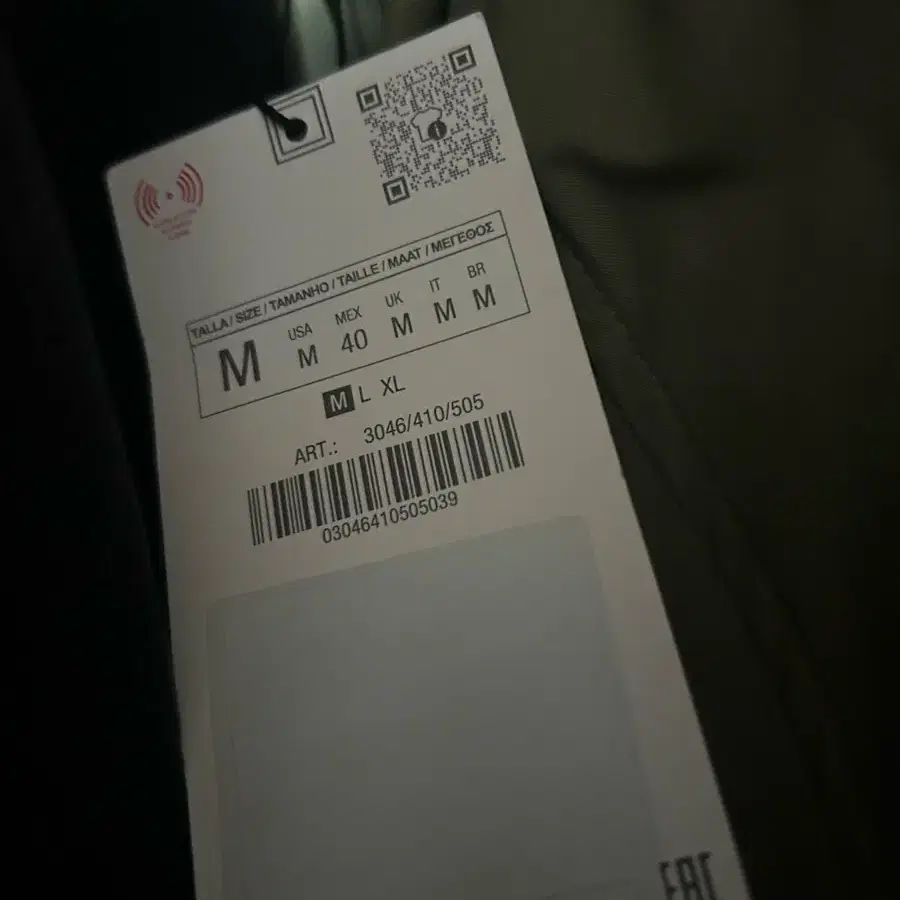 TALLA / SIZE / TAMANHO / TAILLE / MAAT / ΜΕΓΕΘΟΣ
USA MEX UK IT BR
M M 40 M M M
M L XL
ART.: 3046/410/505
03046410505039
EAC